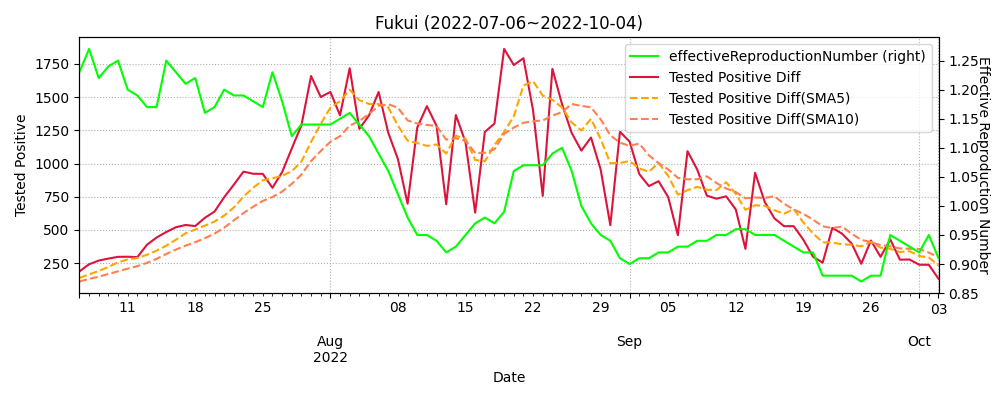 Fukui (2022-07-06~2022-10-04)
effectiveReproductionNumber (right)
Tested Positive Diff
Tested Positive Diff(SMA5)
Tested Positive Diff(SMA10)
Tested Positive
1750
1500
1250
1000
750
500
250
1.25
1.20
1.15
1.10
1.05
1.00
0.95
0.90
0.85
Effective Reproduction Number
11 18 25 08 15 22 29 05 12 19 26 03
Aug Sep Oct
2022
Date